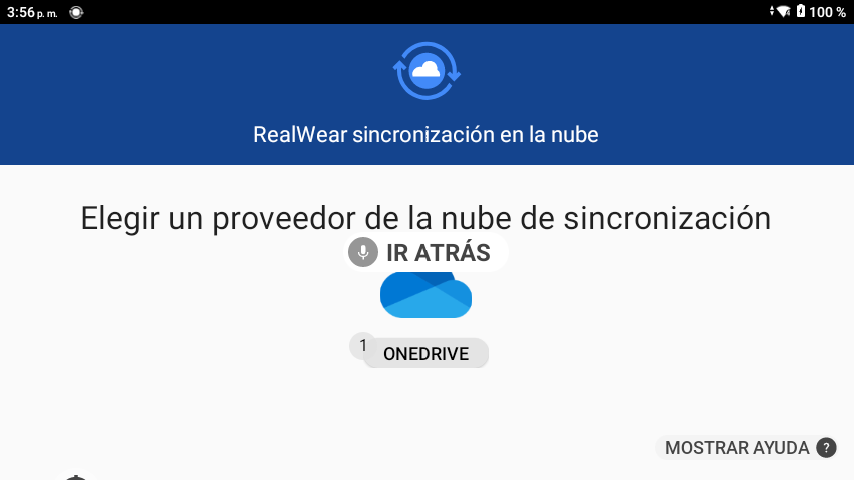 3:56 p. m.
100 %
RealWear sincronización en la nube
Elegir un proveedor de la nube de sincronización
IR ATRÁS
1
ONEDRIVE
MOSTRAR AYUDA ?